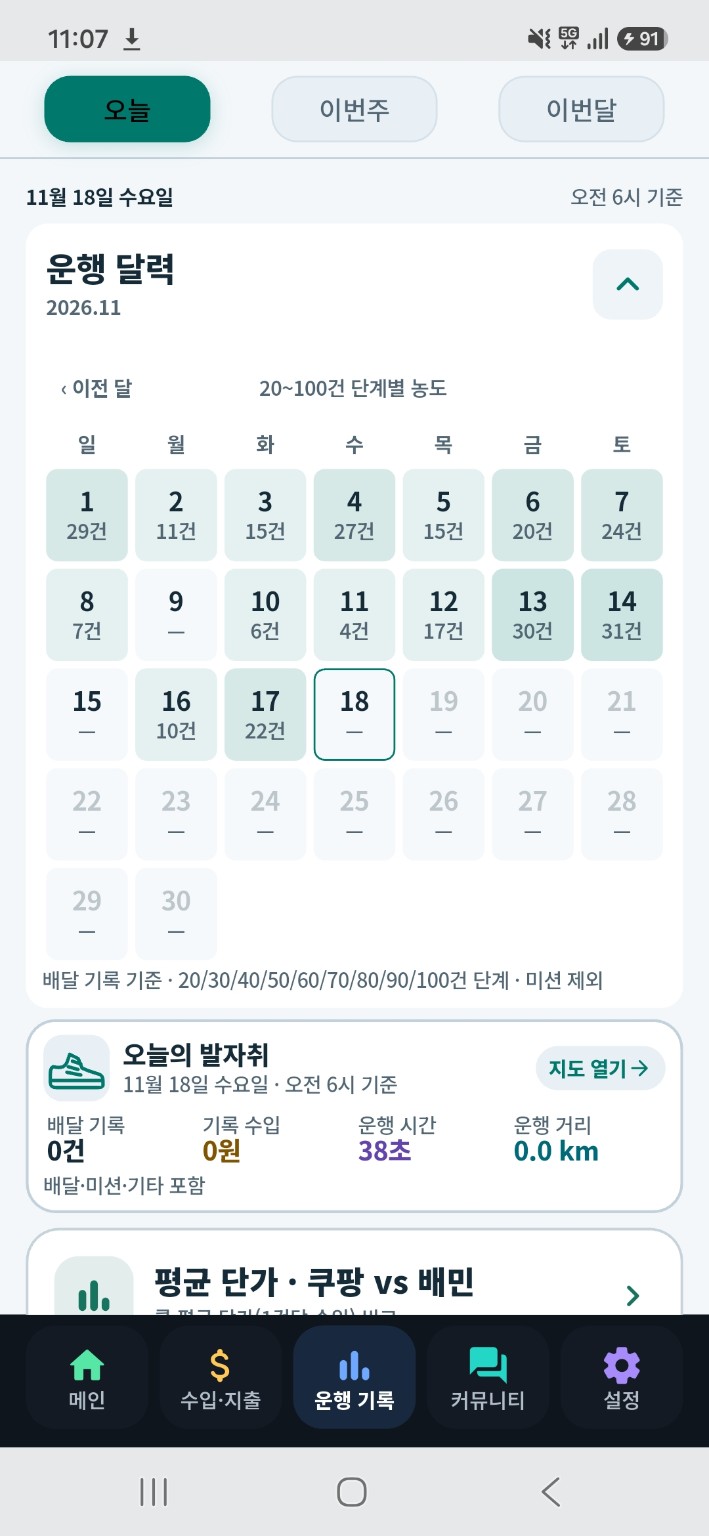 11:07
5G
91
오늘 이번주 이번달
11월 18일 수요일 오전 6시 기준
운행 달력
2026.11
‹ 이전 달 20~100건 단계별 농도
일 월 화 수 목 금 토
1 2 3 4 5 6 7
29건 11건 15건 27건 15건 20건 24건
8 9 10 11 12 13 14
7건 — 6건 4건 17건 30건 31건
15 16 17 18 19 20 21
— 10건 22건 — — — —
22 23 24 25 26 27 28
— — — — — — —
29 30
— —
배달 기록 기준 · 20/30/40/50/60/70/80/90/100건 단계 · 미션 제외
오늘의 발자취
11월 18일 수요일 · 오전 6시 기준
지도 열기→
배달 기록 기록 수입 운행 시간 운행 거리
0건 0원 38초 0.0 km
배달·미션·기타 포함
평균 단가 · 쿠팡 vs 배민
메인 수입·지출 운행 기록 커뮤니티 설정